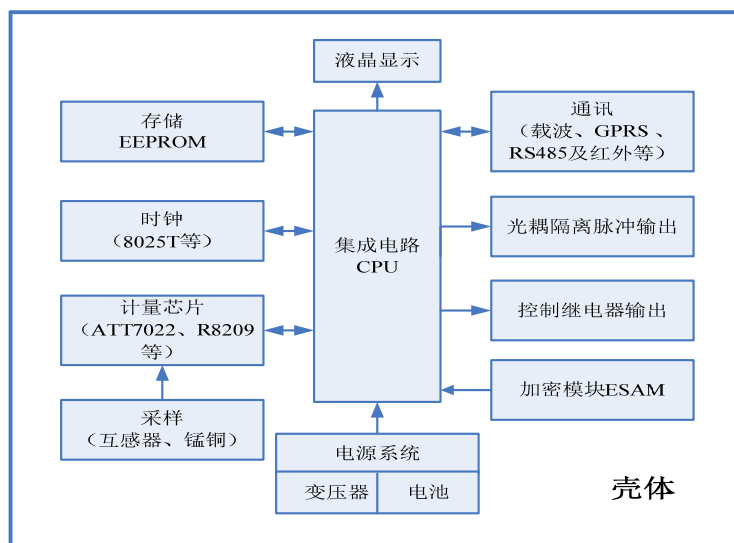 液晶显示
存储
EEPROM
通讯
（载波、GPRS 、
RS485及红外等）
时钟
（8025T等）
集成电路
CPU
光耦隔离脉冲输出
计量芯片
（ATT7022、R8209
等）
控制继电器输出
采样
（互感器、锰铜）
加密模块ESAM
电源系统
变压器
电池
壳体